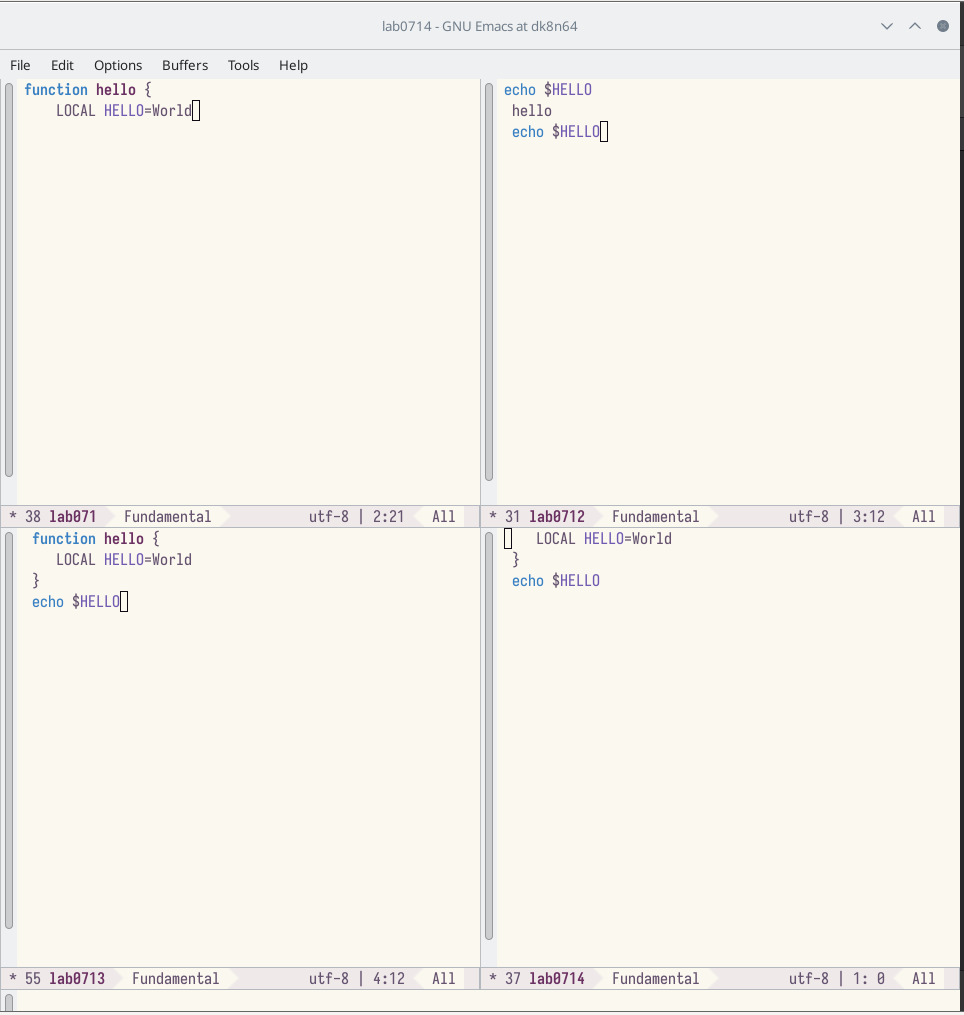 lab0714 - GNU Emacs at dk8n64
File Edit Options Buffers Tools Help
function hello {
    LOCAL HELLO=World
* 38 lab071 Fundamental utf-8 | 2:21 All
echo $HELLO
 hello
 echo $HELLO
* 31 lab0712 Fundamental utf-8 | 3:12 All
 function hello {
    LOCAL HELLO=World
 }
 echo $HELLO
* 55 lab0713 Fundamental utf-8 | 4:12 All
    LOCAL HELLO=World
 }
 echo $HELLO
* 37 lab0714 Fundamental utf-8 | 1: 0 All